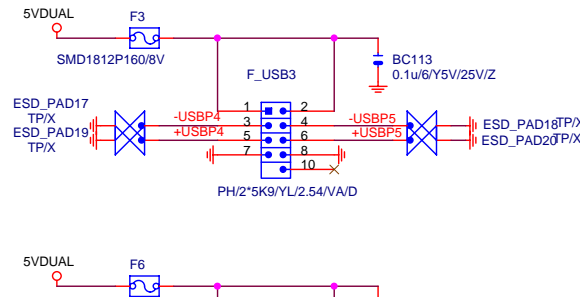 5VDUAL
F3
SMD1812P160/8V
BC113
0.1u/6/Y5V/25V/Z
F_USB3
1 2
ESD_PAD17
TP/X
-USBP4 3 4 -USBP5
ESD_PAD18 TP/X
ESD_PAD19
TP/X
+USBP4 5 6 +USBP5
ESD_PAD20 TP/X
7 8
10
PH/2*5K9/YL/2.54/VA/D
5VDUAL
F6